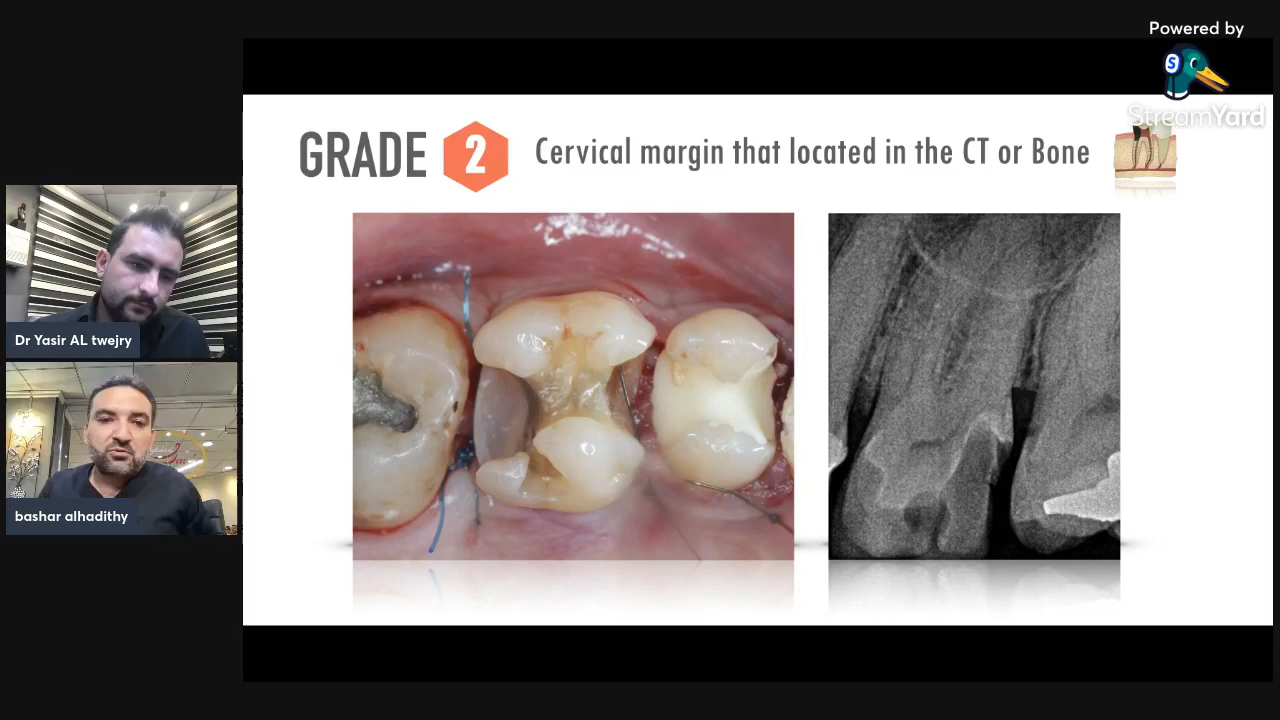 Powered by
S
StreamYard
GRADE 2 Cervical margin that located in the CT or Bone
Dr Yasir AL twejry
bashar alhadithy